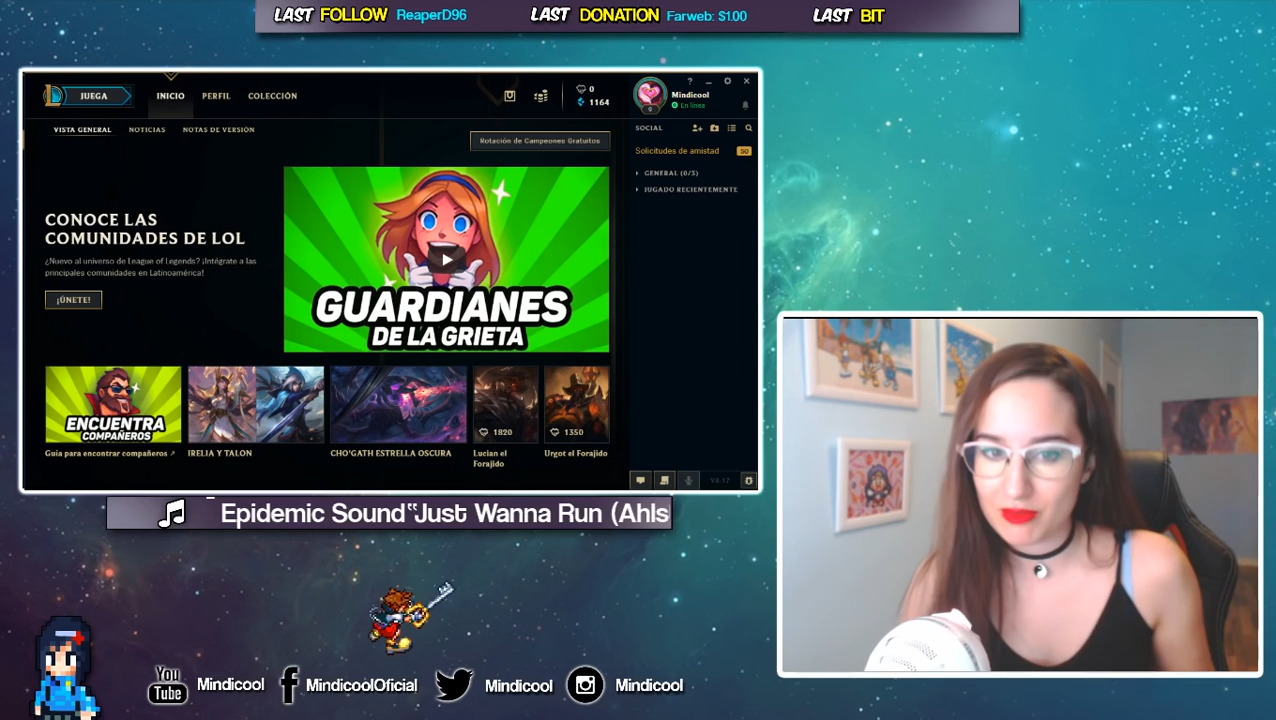 LAST FOLLOW ReaperD96 LAST DONATION Farweb: $1.00 LAST BIT
JUEGA INICIO PERFIL COLECCIÓN
0
1164
?
Mindicool
En línea
VISTA GENERAL NOTICIAS NOTAS DE VERSIÓN
Rotación de Campeones Gratuitos
SOCIAL
Solicitudes de amistad 50
GENERAL (0/3)
JUGADO RECIENTEMENTE
CONOCE LAS
COMUNIDADES DE LOL
¿Nuevo al universo de League of Legends? ¡Intégrate a las
principales comunidades en Latinoamérica!
¡ÚNETE!
GUARDIANES
DE LA GRIETA
ENCUENTRA
COMPAÑEROS
1820
1350
Guía para encontrar compañeros
IRELIA Y TALON
CHO'GATH ESTRELLA OSCURA
Lucian el
Forajido
Urgot el Forajido
V8.17
Epidemic Sound "Just Wanna Run (Ahls
You
Tube
Mindicool
MindicoolOficial
Mindicool
Mindicool